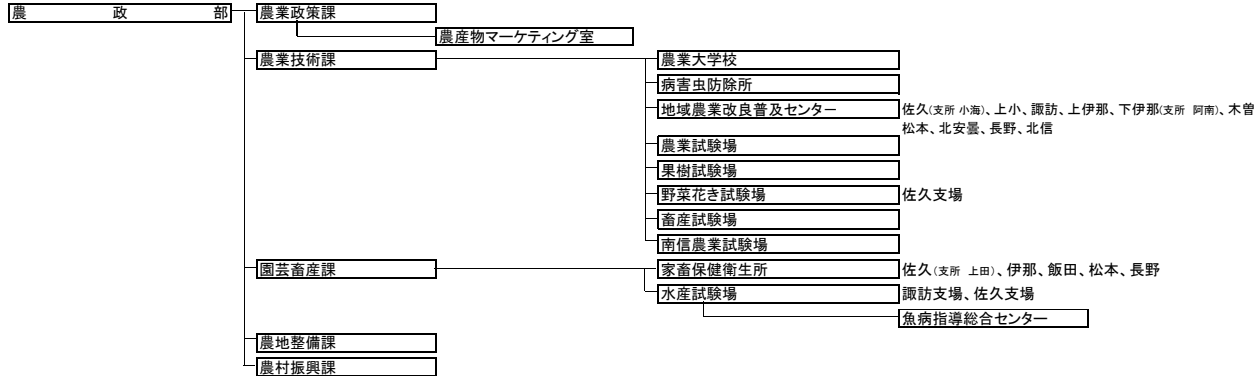 農政部 農業政策課
農産物マーケティング室
農業技術課 農業大学校
病害虫防除所
地域農業改良普及センター 佐久(支所 小海)、上小、諏訪、上伊那、下伊那(支所 阿南)、木曽
松本、北安曇、長野、北信
農業試験場
果樹試験場
野菜花き試験場 佐久支場
畜産試験場
南信農業試験場
園芸畜産課 家畜保健衛生所 佐久(支所 上田)、伊那、飯田、松本、長野
水産試験場 諏訪支場、佐久支場
魚病指導総合センター
農地整備課
農村振興課